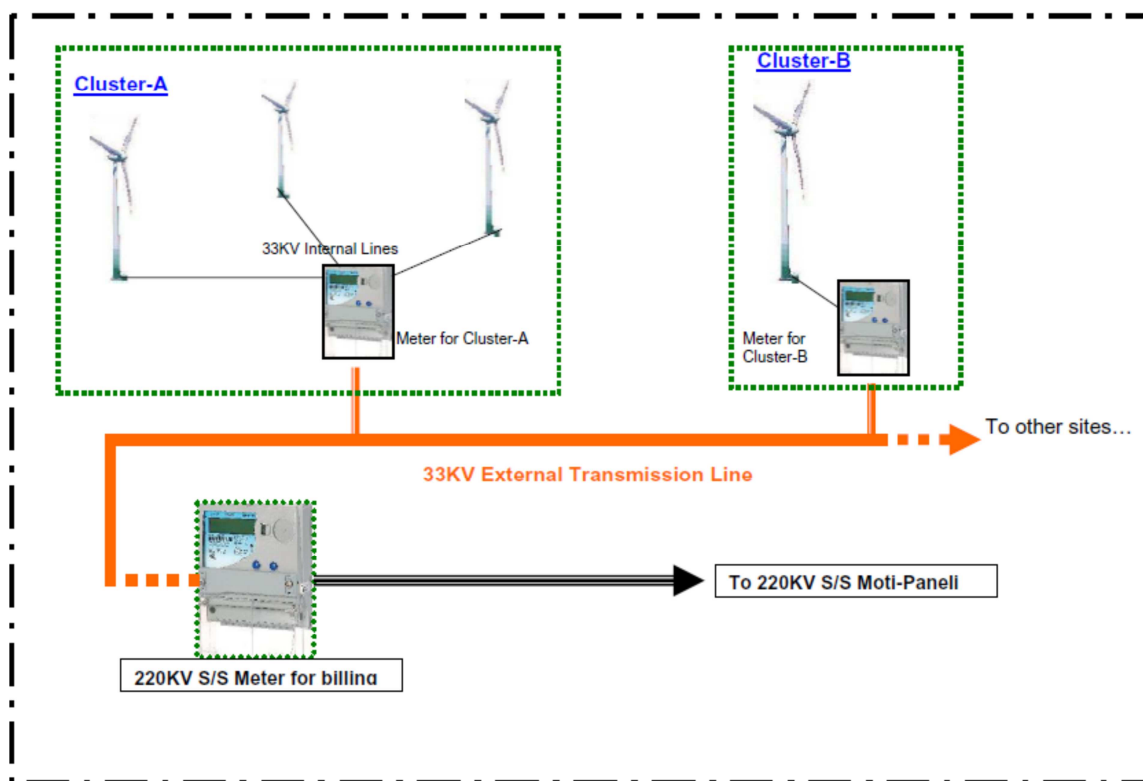 Cluster-A
Cluster-B
33KV Internal Lines
Meter for Cluster-A
Meter for
Cluster-B
To other sites…
33KV External Transmission Line
To 220KV S/S Moti-Paneli
220KV S/S Meter for billing